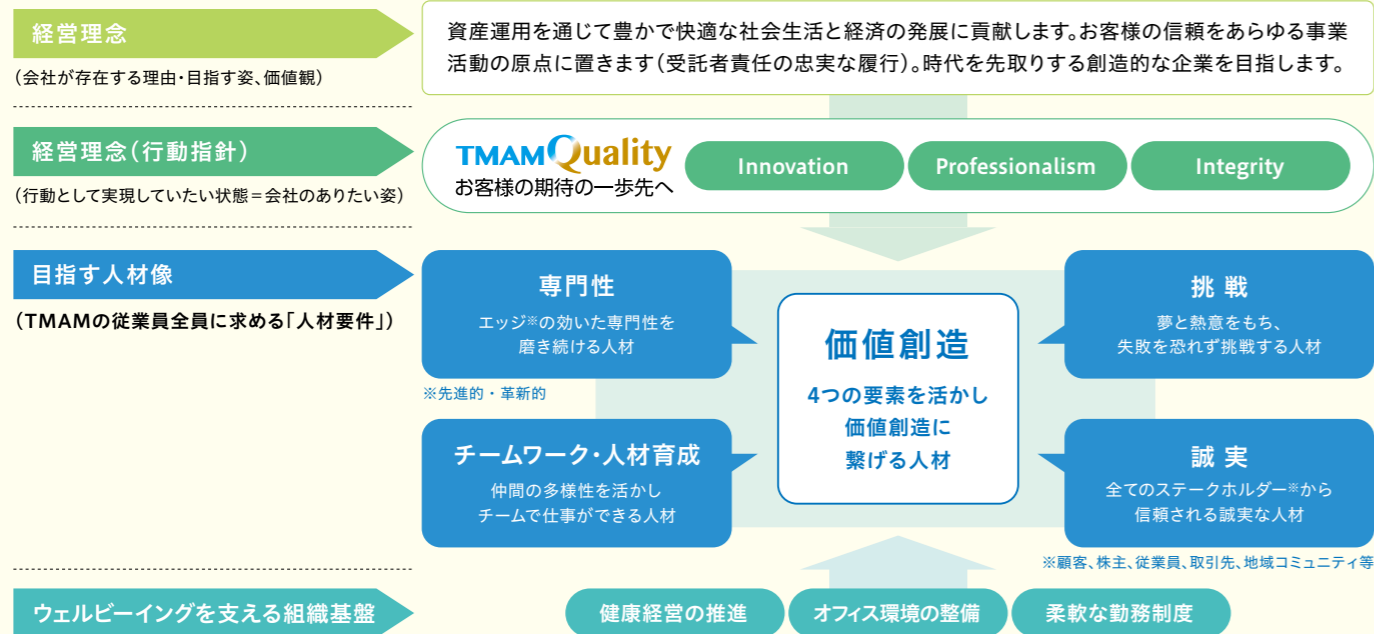 経営理念
(会社が存在する理由・目指す姿、価値観)
資産運用を通じて豊かで快適な社会生活と経済の発展に貢献します。お客様の信頼をあらゆる事業
活動の原点に置きます(受託者責任の忠実な履行)。時代を先取りする創造的な企業を目指します。
経営理念(行動指針)
(行動として実現していたい状態=会社のありたい姿)
TMAM Quality
お客様の期待の一歩先へ
Innovation
Professionalism
Integrity
目指す人材像
(TMAMの従業員全員に求める「人材要件」)
専門性
エッジ※の効いた専門性を
磨き続ける人材
※先進的・革新的
チームワーク・人材育成
仲間の多様性を活かし
チームで仕事ができる人材
価値創造
4つの要素を活かし
価値創造に
繋げる人材
挑 戦
夢と熱意をもち、
失敗を恐れず挑戦する人材
誠 実
全てのステークホルダー※から
信頼される誠実な人材
※顧客、株主、従業員、取引先、地域コミュニティ等
ウェルビーイングを支える組織基盤
健康経営の推進
オフィス環境の整備
柔軟な勤務制度